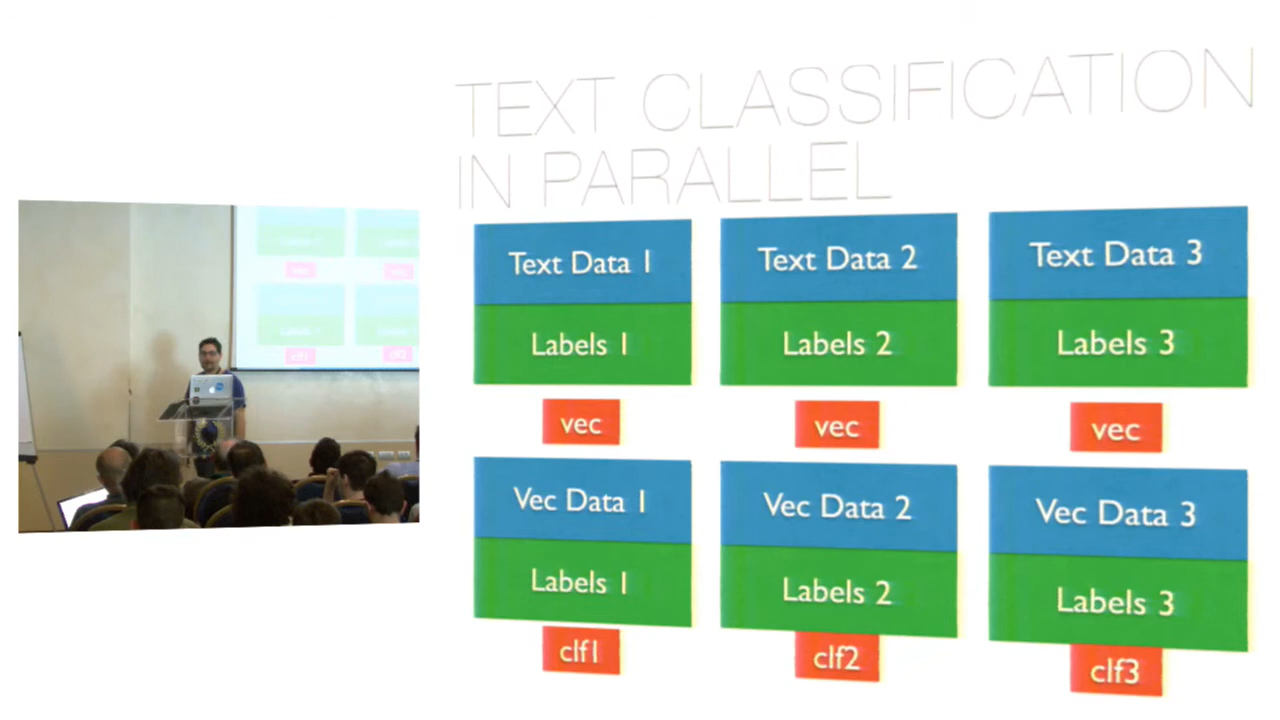 TEXT CLASSIFICATION
IN PARALLEL
Text Data 1
Text Data 2
Text Data 3
Labels 1
Labels 2
Labels 3
vec
vec
vec
Vec Data 1
Vec Data 2
Vec Data 3
Labels 1
Labels 2
Labels 3
clf1
clf2
clf3